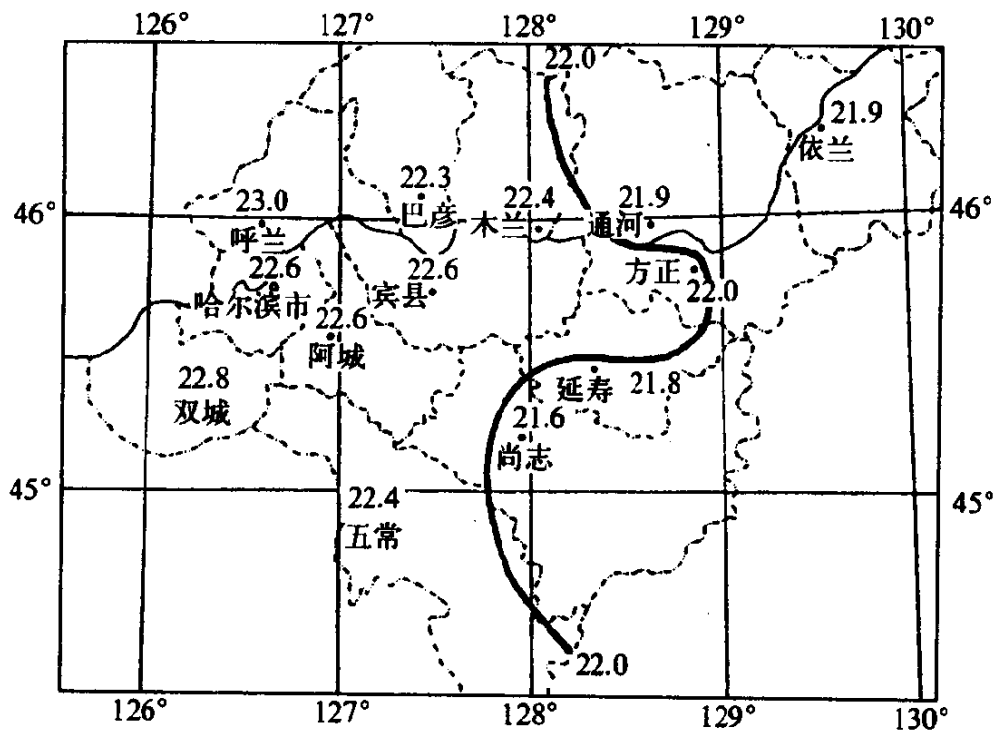 126° 127° 128° 129° 130°
22.0
21.9
依兰
22.3
23.0 22.4 21.9
46° 巴彦 木兰 通河 46°
呼兰
22.6 22.6 方正
哈尔滨市 宾县 22.0
22.6
阿城
22.8 延寿 21.8
双城 21.6
尚志
45° 22.4 45°
五常
22.0
126° 127° 128° 129° 130°